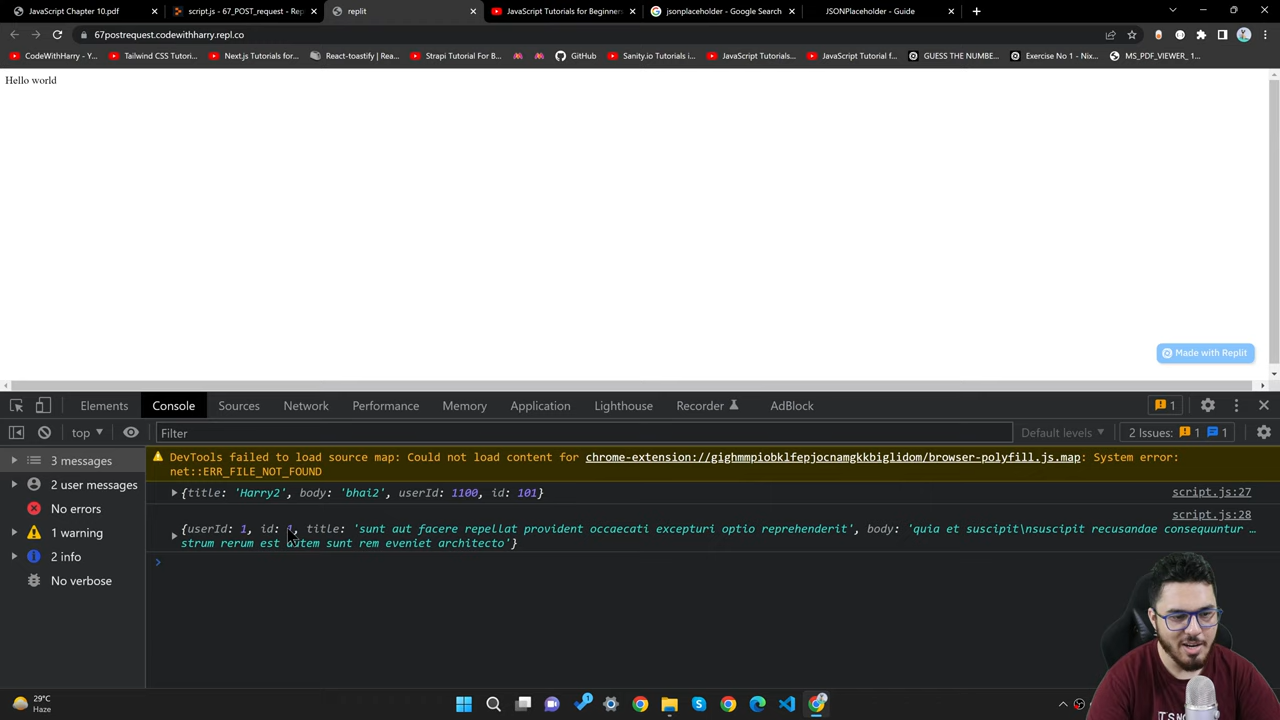 JavaScript Chapter 10.pdf
script.js - 67_POST_request - Rep
replit
JavaScript Tutorials for Beginner
jsonplaceholder - Google Search
JSONPlaceholder - Guide
67postrequest.codewithharry.repl.co
CodeWithHarry - Y...
Tailwind CSS Tutori...
Next.js Tutorials for...
React-toastify | Rea...
Strapi Tutorial For B...
GitHub
Sanity.io Tutorials i...
JavaScript Tutorials...
JavaScript Tutorial f...
GUESS THE NUMBE...
Exercise No 1 - Nix...
MS_PDF_VIEWER_ 1...
Hello world
Made with Replit
Elements
Console
Sources
Network
Performance
Memory
Application
Lighthouse
Recorder
AdBlock
1
top
Filter
Default levels
2 Issues: 1 1
3 messages
2 user messages
No errors
1 warning
2 info
No verbose
DevTools failed to load source map: Could not load content for chrome-extension://gighmmpiobklfepjocnamgkkbiglidom/browser-polyfill.js.map: System error:
net::ERR_FILE_NOT_FOUND
{title: 'Harry2', body: 'bhai2', userId: 1100, id: 101}
script.js:27
script.js:28
{userId: 1, id: 1, title: 'sunt aut facere repellat provident occaecati excepturi optio reprehenderit', body: 'quia et suscipit\nsuscipit recusandae consequuntur …
strum rerum est autem sunt rem eveniet architecto'}
29°C
Haze
1